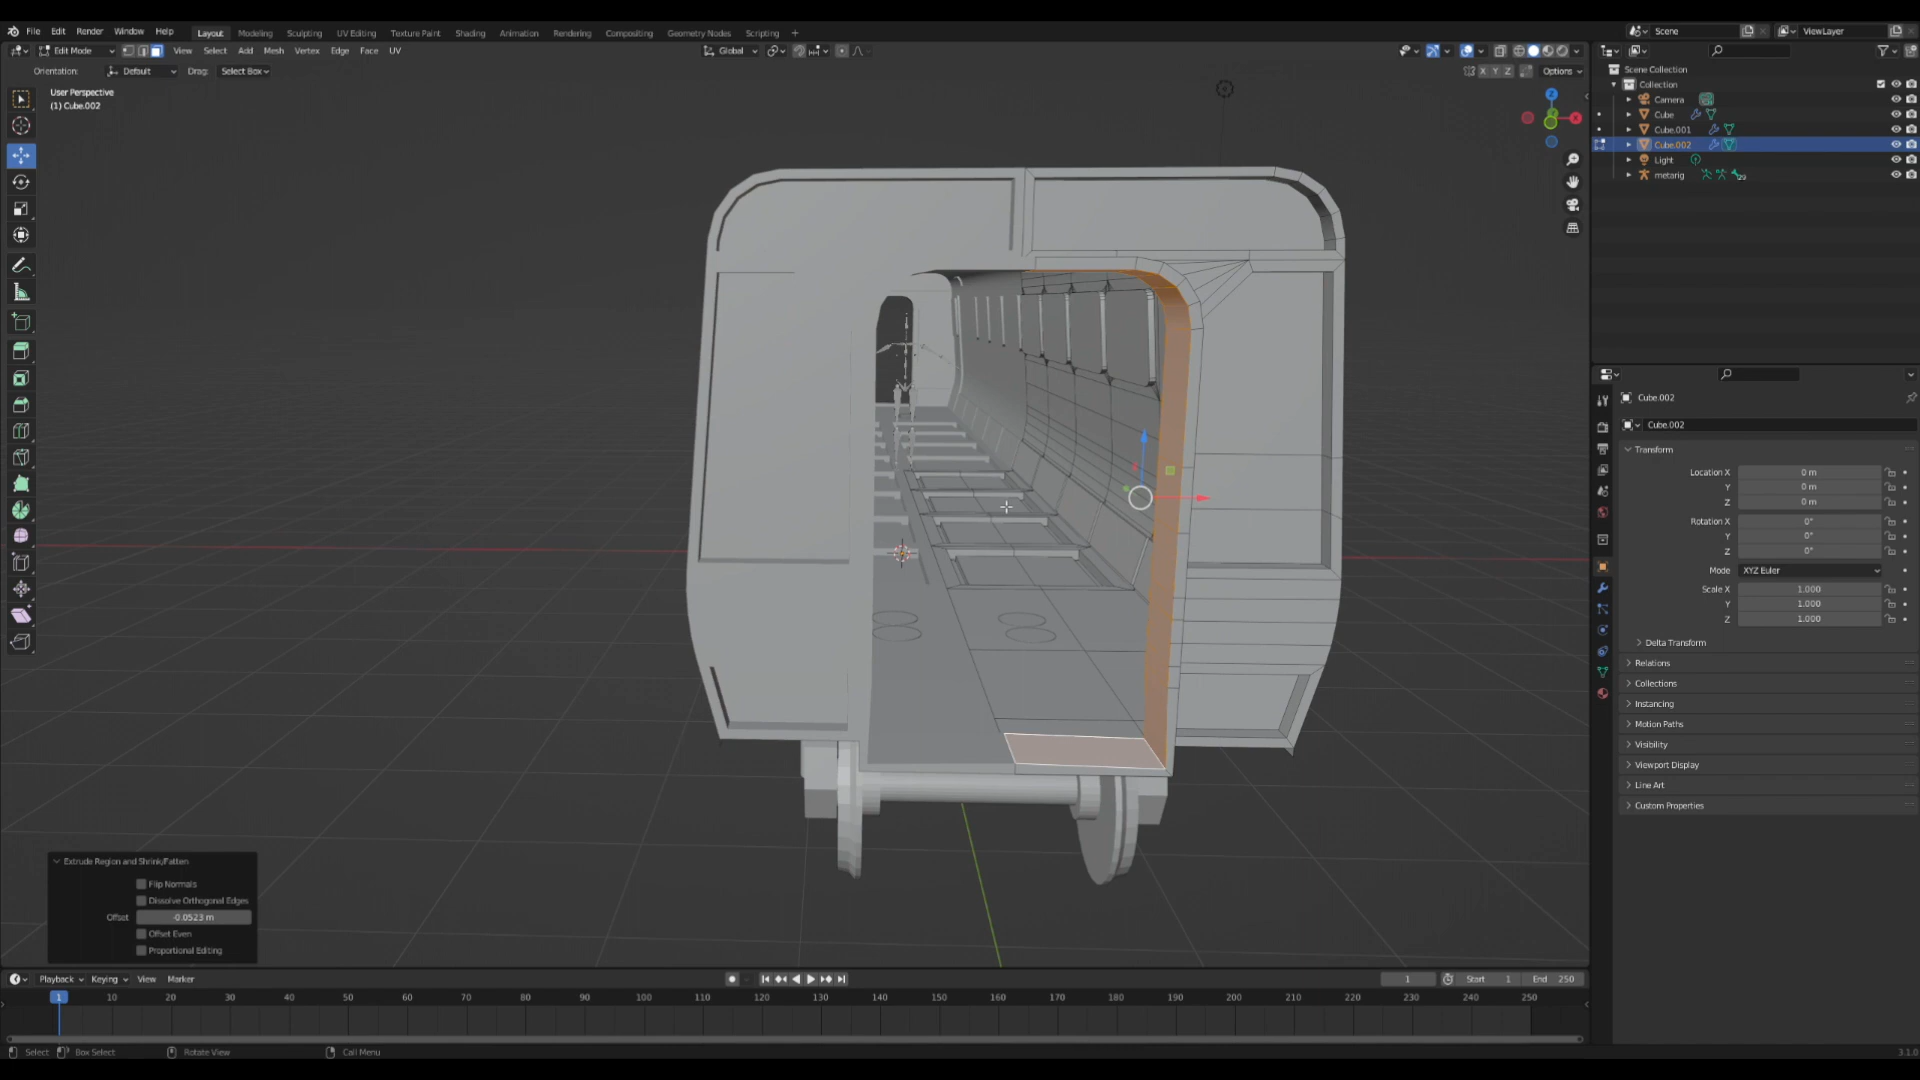 File Edit Render Window Help Layout Modeling Sculpting UV Editing Texture Paint Shading Animation Rendering Compositing Geometry Nodes Scripting + Scene ViewLayer
Edit Mode View Select Add Mesh Vertex Edge Face UV Global
Orientation: Default Drag: Select Box X Y Z Options
User Perspective
(1) Cube.002
Z
X
Scene Collection
Collection
Camera
Cube
Cube.001
Cube.002
Light
metarig
Cube.002
Cube.002
Transform
Location X 0 m
Y 0 m
Z 0 m
Rotation X 0°
Y 0°
Z 0°
Mode XYZ Euler
Scale X 1.000
Y 1.000
Z 1.000
Delta Transform
Relations
Collections
Instancing
Motion Paths
Visibility
Viewport Display
Line Art
Custom Properties
Extrude Region and Shrink/Fatten
Flip Normals
Dissolve Orthogonal Edges
Offset -0.0523 m
Offset Even
Proportional Editing
Playback Keying View Marker 1 Start 1 End 250
1 10 20 30 40 50 60 70 80 90 100 110 120 130 140 150 160 170 180 190 200 210 220 230 240 250
Select Box Select Rotate View Call Menu 3.1.0